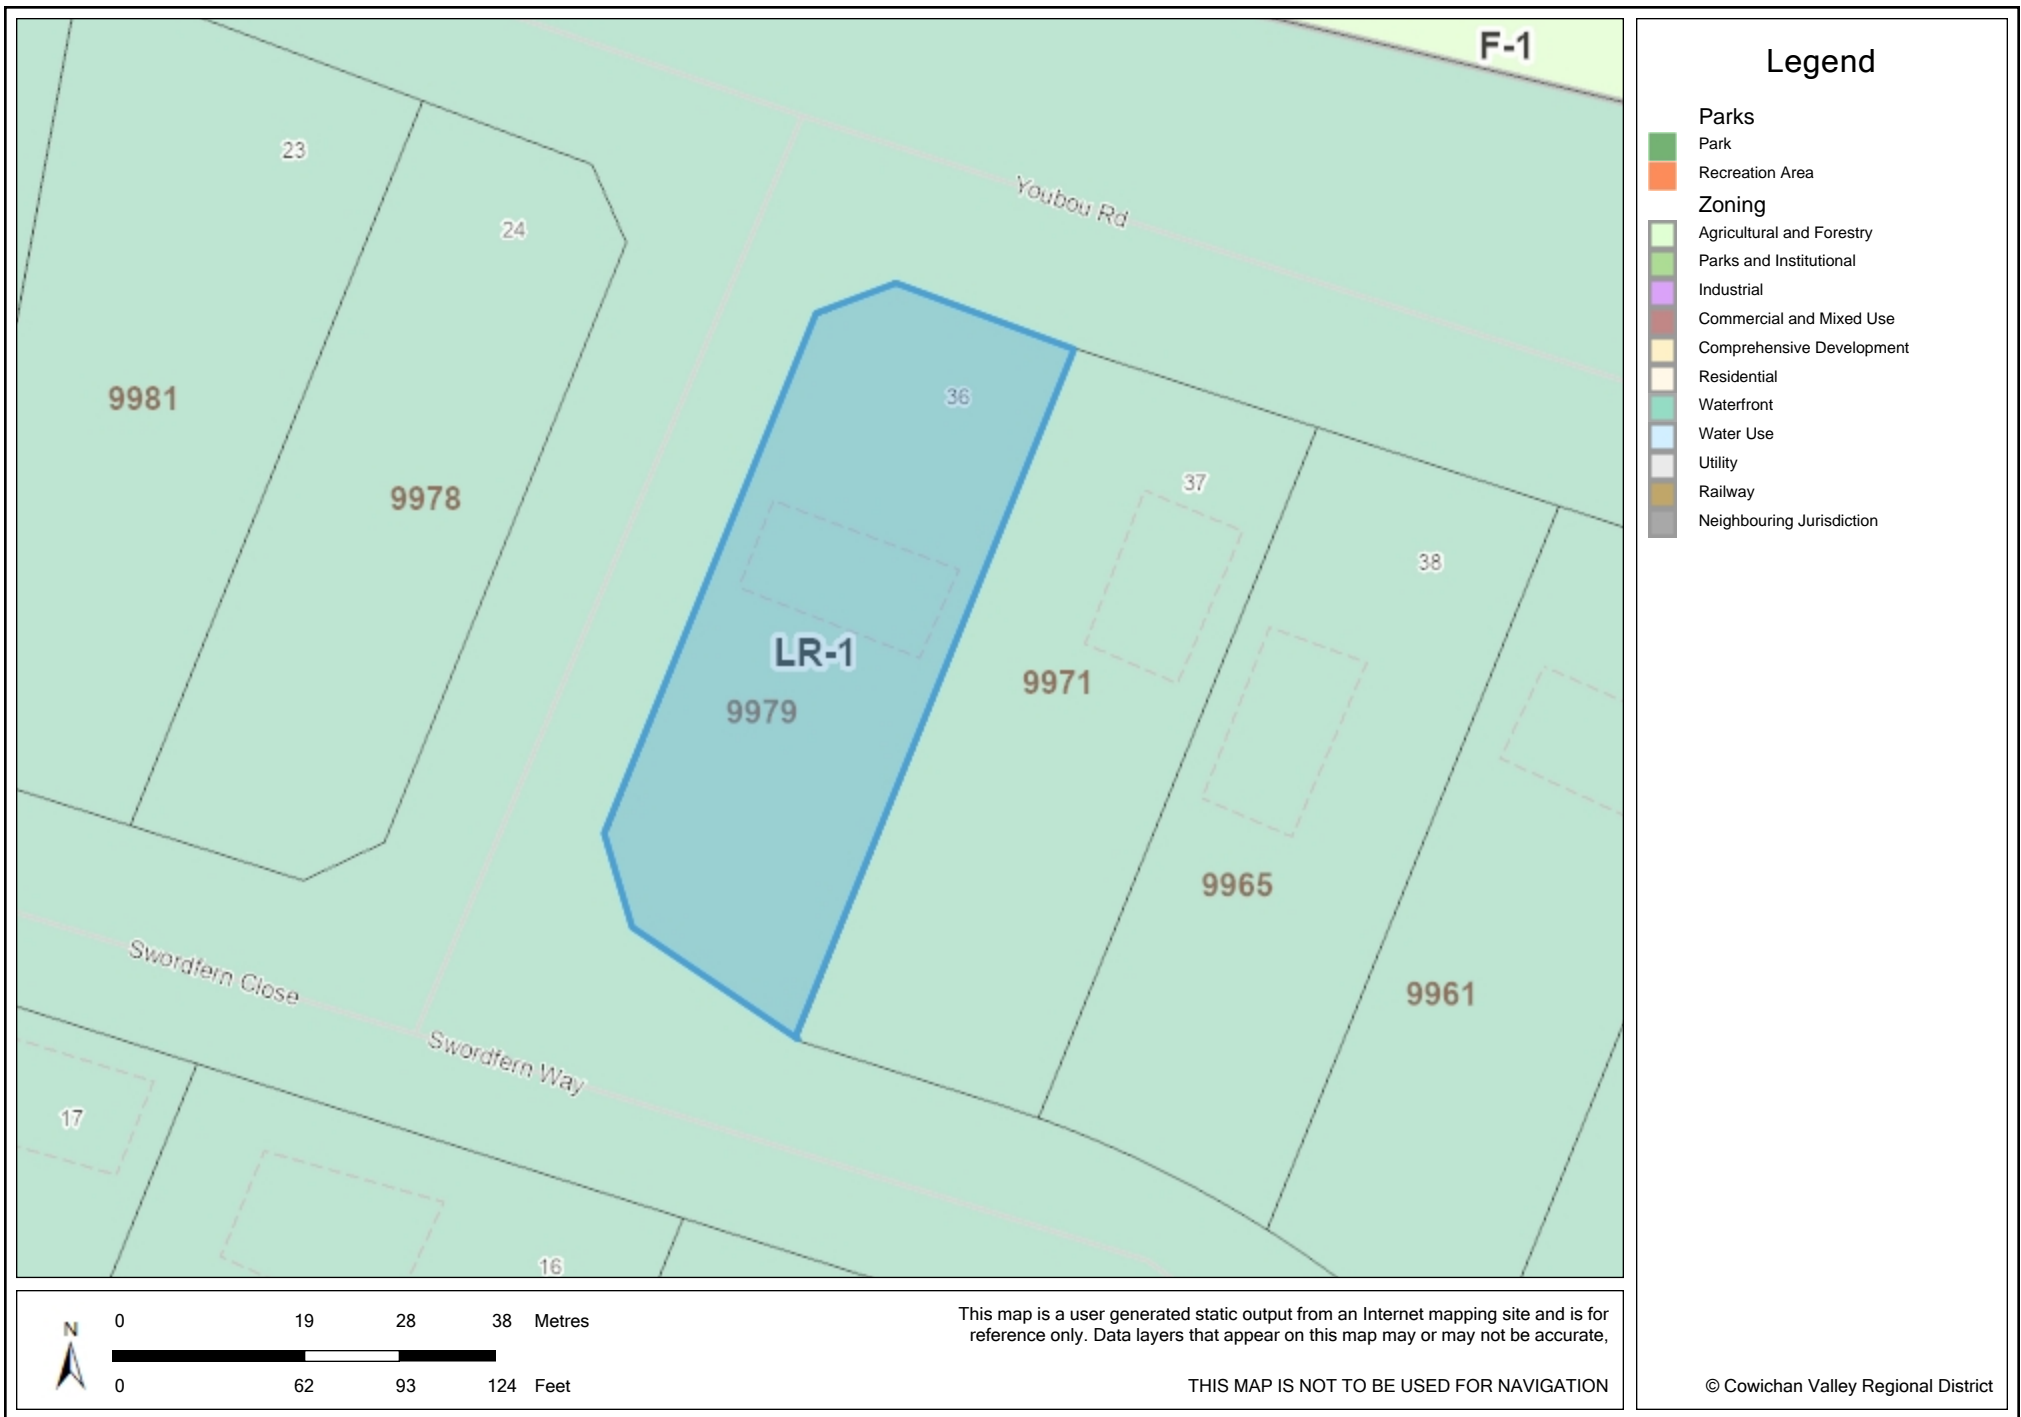 F-1
23
Youbou Rd
24
36
9981
37
9978
38
LR-1
9971
9979
9965
9961
Swordfern Close
Swordfern Way
17
16
Legend
Parks
Park
Recreation Area
Zoning
Agricultural and Forestry
Parks and Institutional
Industrial
Commercial and Mixed Use
Comprehensive Development
Residential
Waterfront
Water Use
Utility
Railway
Neighbouring Jurisdiction
N
0 19 28 38 Metres
0 62 93 124 Feet
This map is a user generated static output from an Internet mapping site and is for
reference only. Data layers that appear on this map may or may not be accurate,
THIS MAP IS NOT TO BE USED FOR NAVIGATION
© Cowichan Valley Regional District